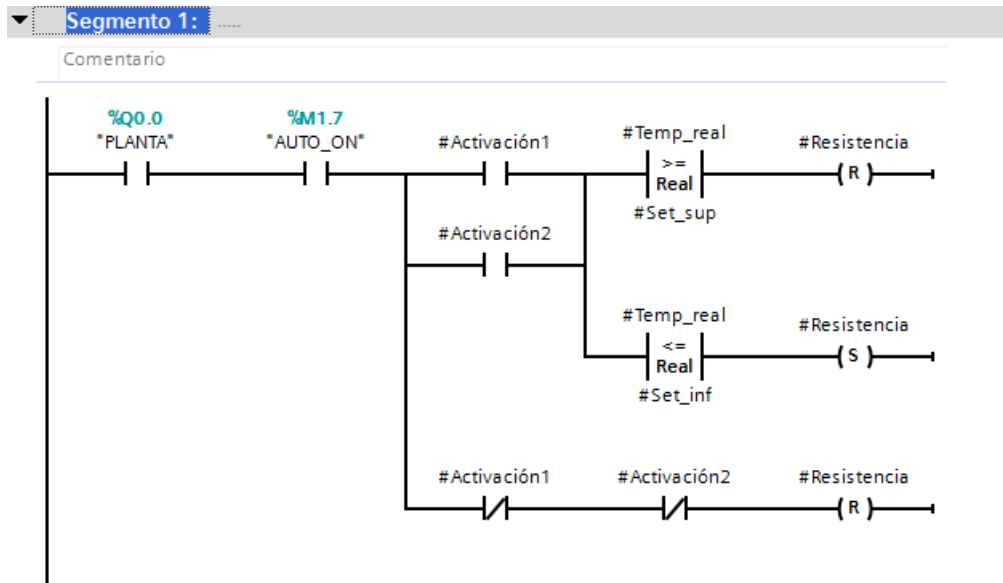 Segmento 1: .....
Comentario
%Q0.0
"PLANTA"
%M1.7
"AUTO_ON"
#Activación1
#Temp_real
>=
Real
#Set_sup
#Resistencia
R
#Activación2
#Temp_real
<=
Real
#Set_inf
#Resistencia
S
#Activación1
#Activación2
#Resistencia
R